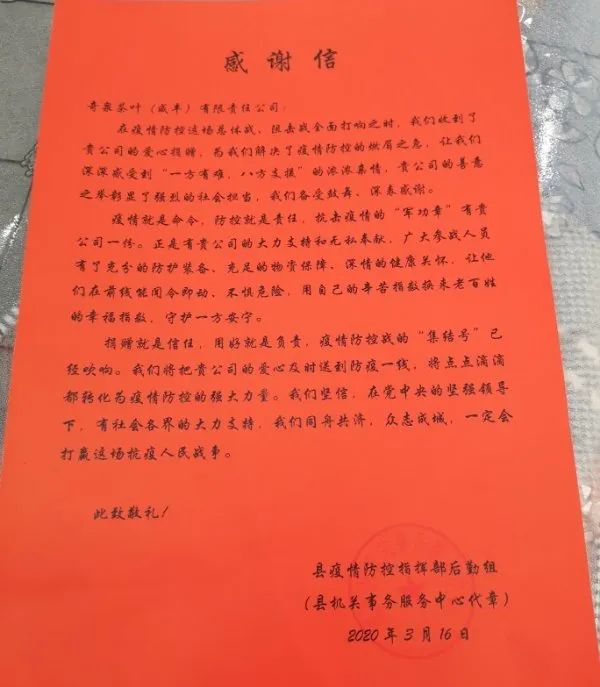 感谢信
奇泉茶叶（咸丰）有限责任公司：
在疫情防控这场总体战、阻击战全面打响之时，我们收到了
贵公司的爱心捐赠，为我们解决了疫情防控的燃眉之急，让我们
深深感受到“一方有难，八方支援”的浓浓真情，贵公司的善意
之举彰显了强烈的社会担当，我们备受鼓舞、深表感谢。
疫情就是命令，防控就是责任，抗击疫情的“军功章”有贵
公司一份。正是有贵公司的大力支持和无私奉献，广大参战人员
有了充分的防护装备、充足的物资保障、深情的健康关怀，让他
们在前线能闻令即动、不惧危险，用自己的辛苦指数换来老百姓
的幸福指数，守护一方安宁。
捐赠就是信任，用好就是负责，疫情防控战的“集结号”已
经吹响。我们将把贵公司的爱心及时送到防疫一线，将点点滴滴
都转化为疫情防控的强大力量。我们坚信，在党中央的坚强领导
下，有社会各界的大力支持，我们同舟共济，众志成城，一定会
打赢这场抗疫人民战争。
此致敬礼！
县疫情防控指挥部后勤组
（县机关事务服务中心代章）
2020年3月16日